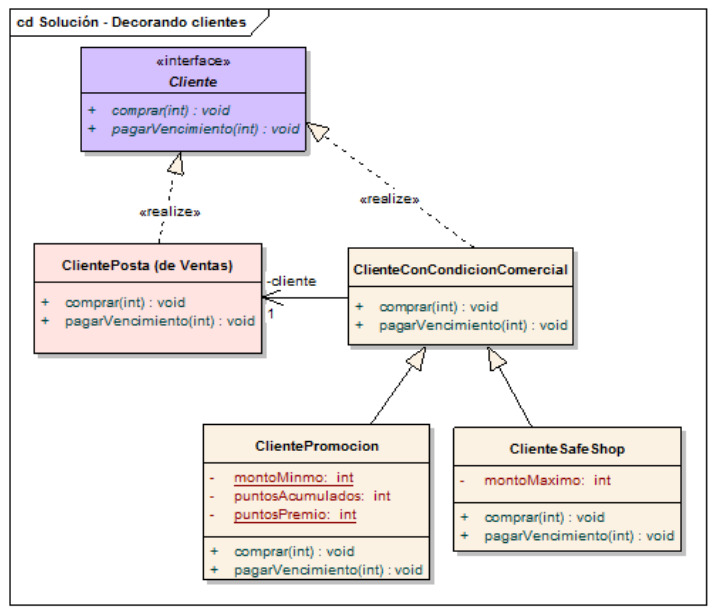 cd Solución - Decorando clientes
«interface»
Cliente
+ comprar(int) : void
+ pagarVencimiento(int) : void
«realize»
«realize»
ClientePosta (de Ventas)
+ comprar(int) : void
+ pagarVencimiento(int) : void
-cliente
1
ClienteConCondicionComercial
+ comprar(int) : void
+ pagarVencimiento(int) : void
ClientePromocion
- montoMinmo: int
- puntosAcumulados: int
- puntosPremio: int
+ comprar(int) : void
+ pagarVencimiento(int) : void
ClienteSafeShop
- montoMaximo: int
+ comprar(int) : void
+ pagarVencimiento(int) : void